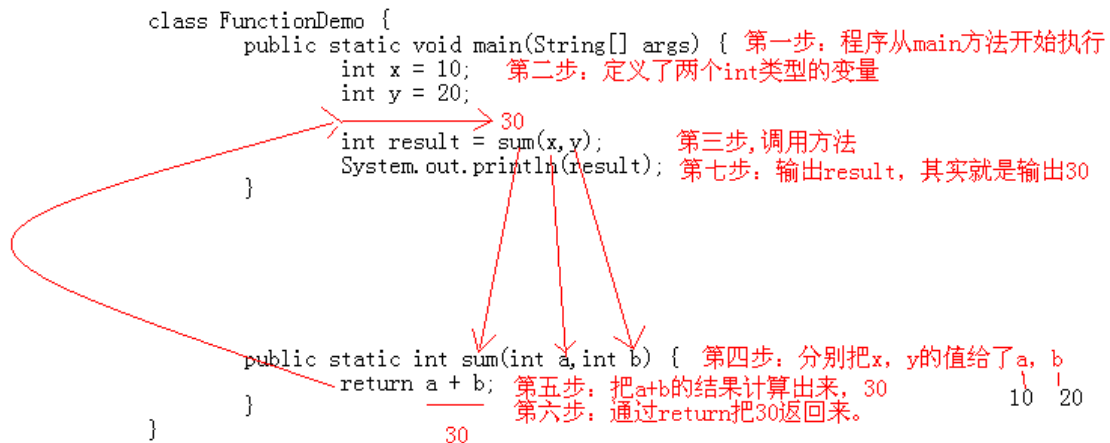 class FunctionDemo {
public static void main(String[] args) { 第一步：程序从main方法开始执行
int x = 10; 第二步：定义了两个int类型的变量
int y = 20;
30
int result = sum(x,y); 第三步,调用方法
System.out.println(result); 第七步：输出result，其实就是输出30
}
public static int sum(int a,int b) { 第四步：分别把x，y的值给了a，b
return a + b; 第五步：把a+b的结果计算出来，30
10 20
} 第六步：通过return把30返回来。
} 30